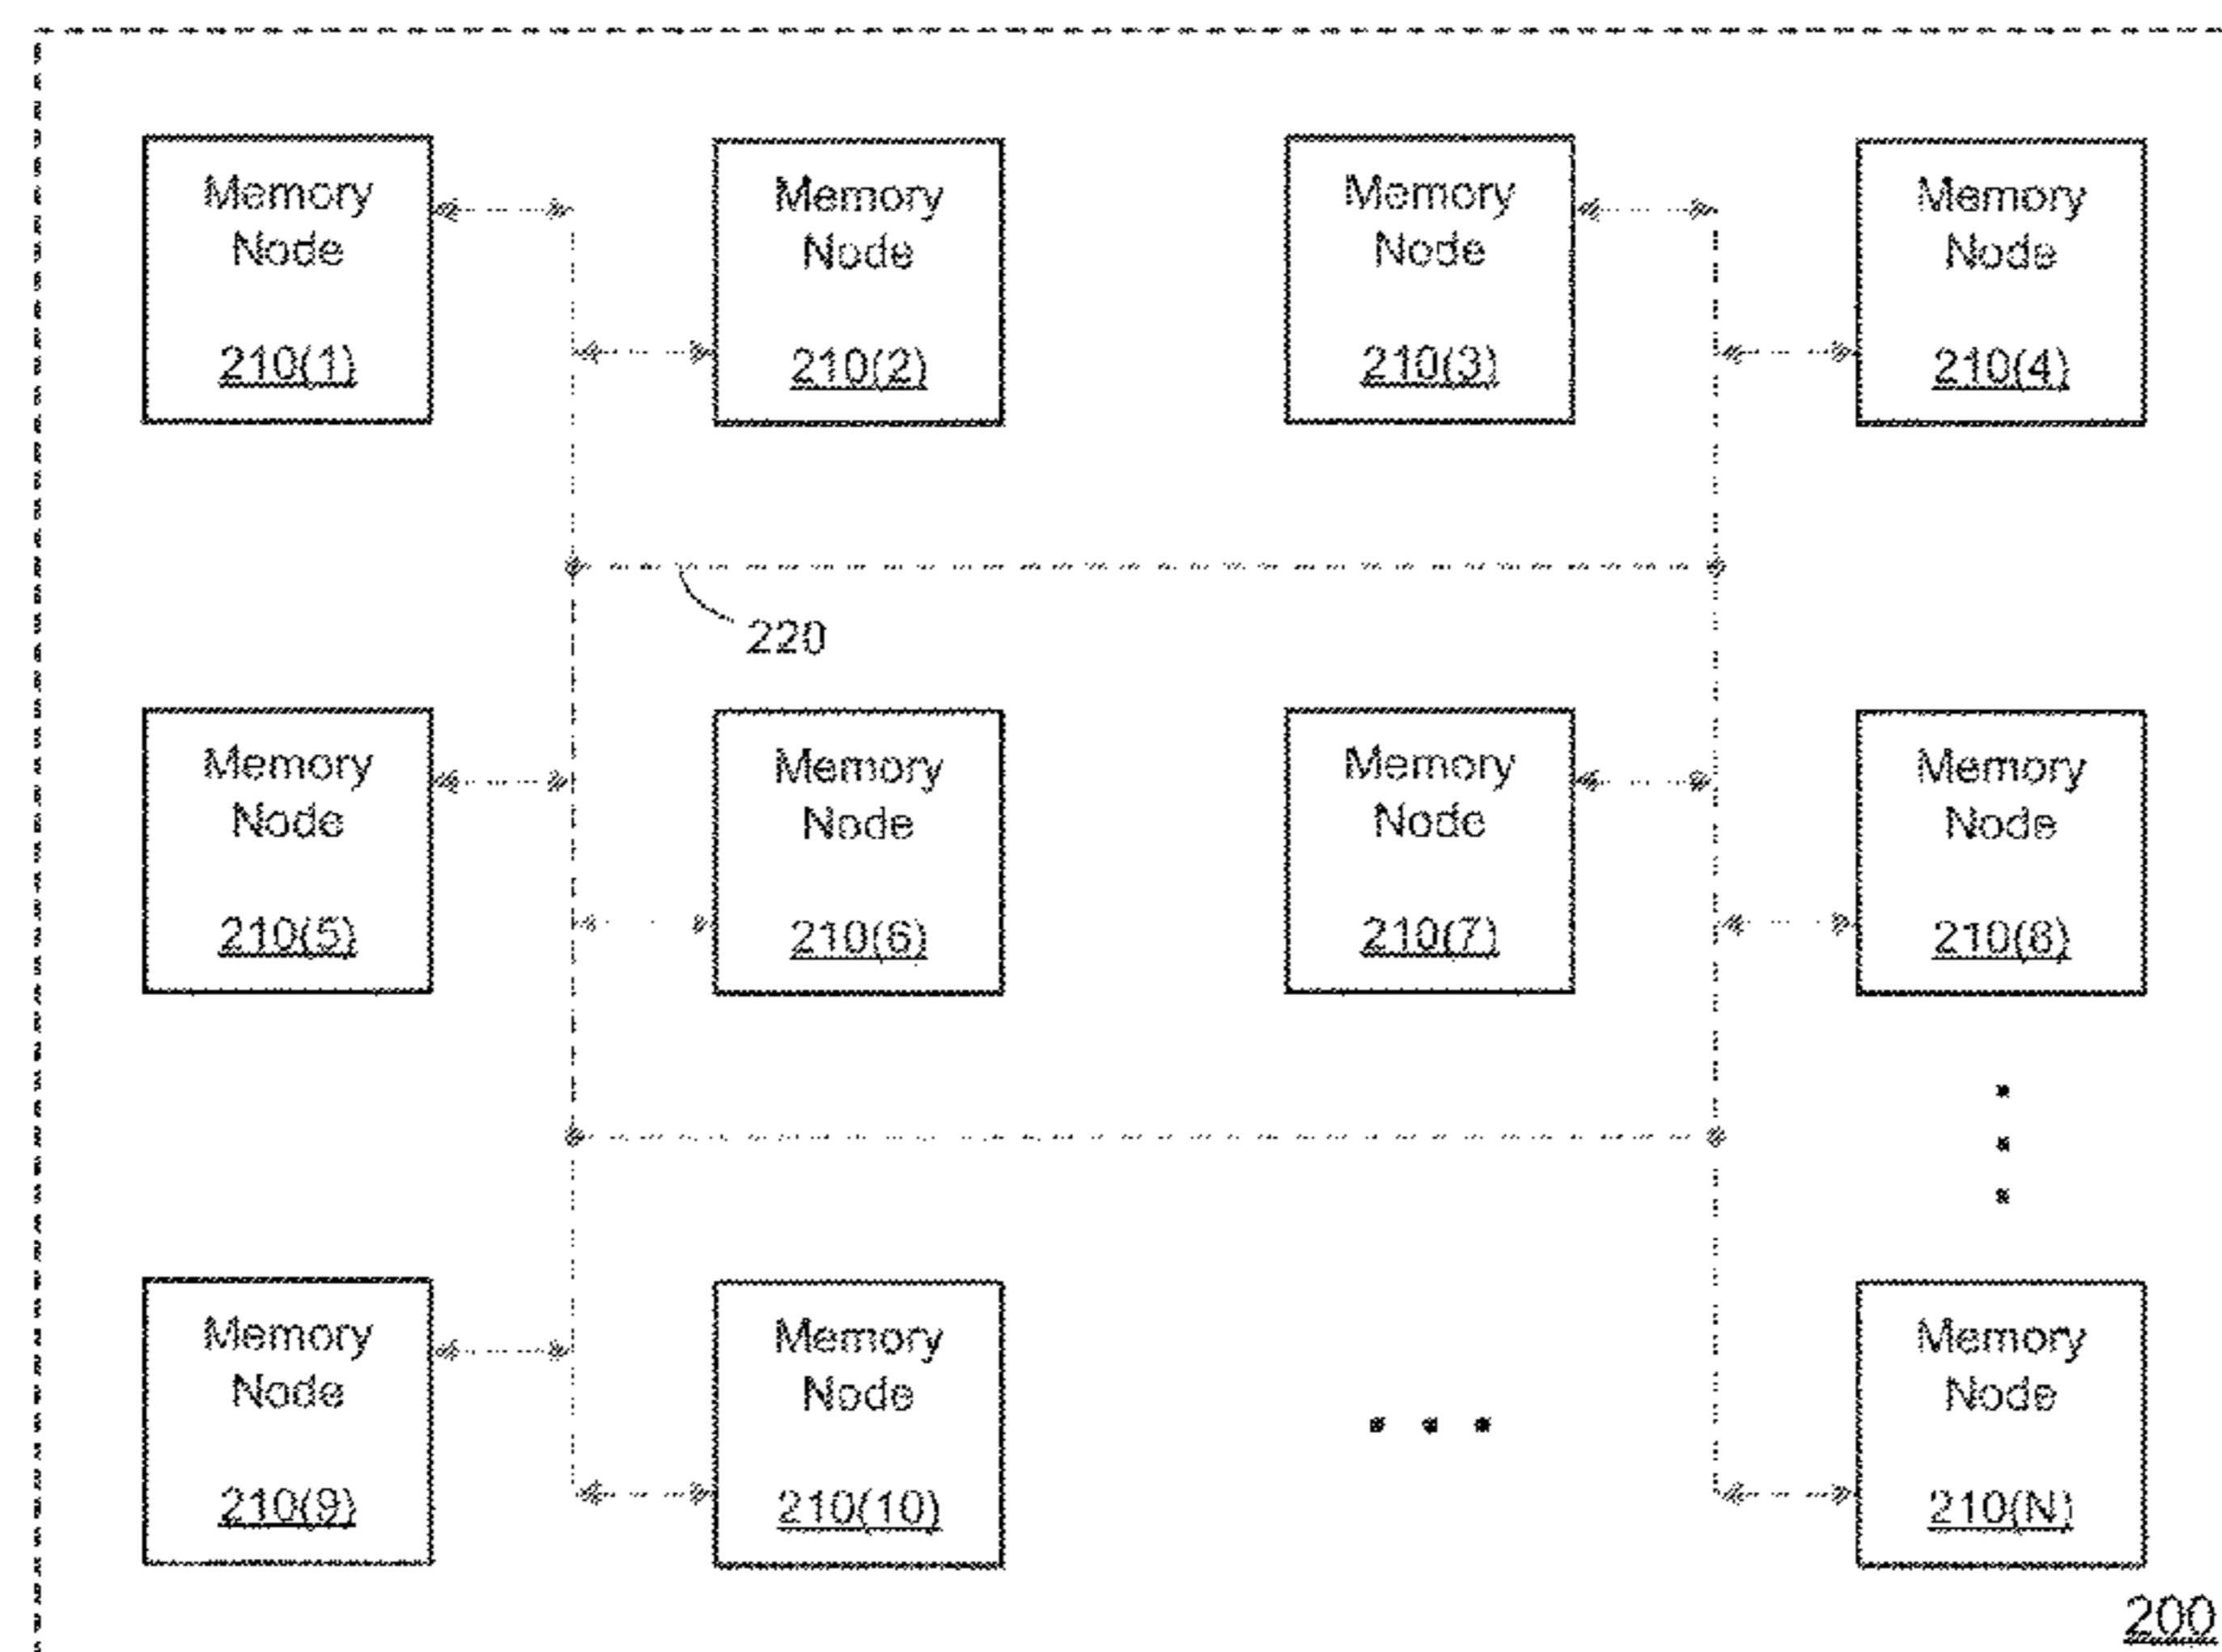 Memory
Node
210(1)
Memory
Node
210(2)
Memory
Node
210(3)
Memory
Node
210(4)
220
Memory
Node
210(5)
Memory
Node
210(6)
Memory
Node
210(7)
Memory
Node
210(8)
Memory
Node
210(9)
Memory
Node
210(10)
Memory
Node
210(N)
200